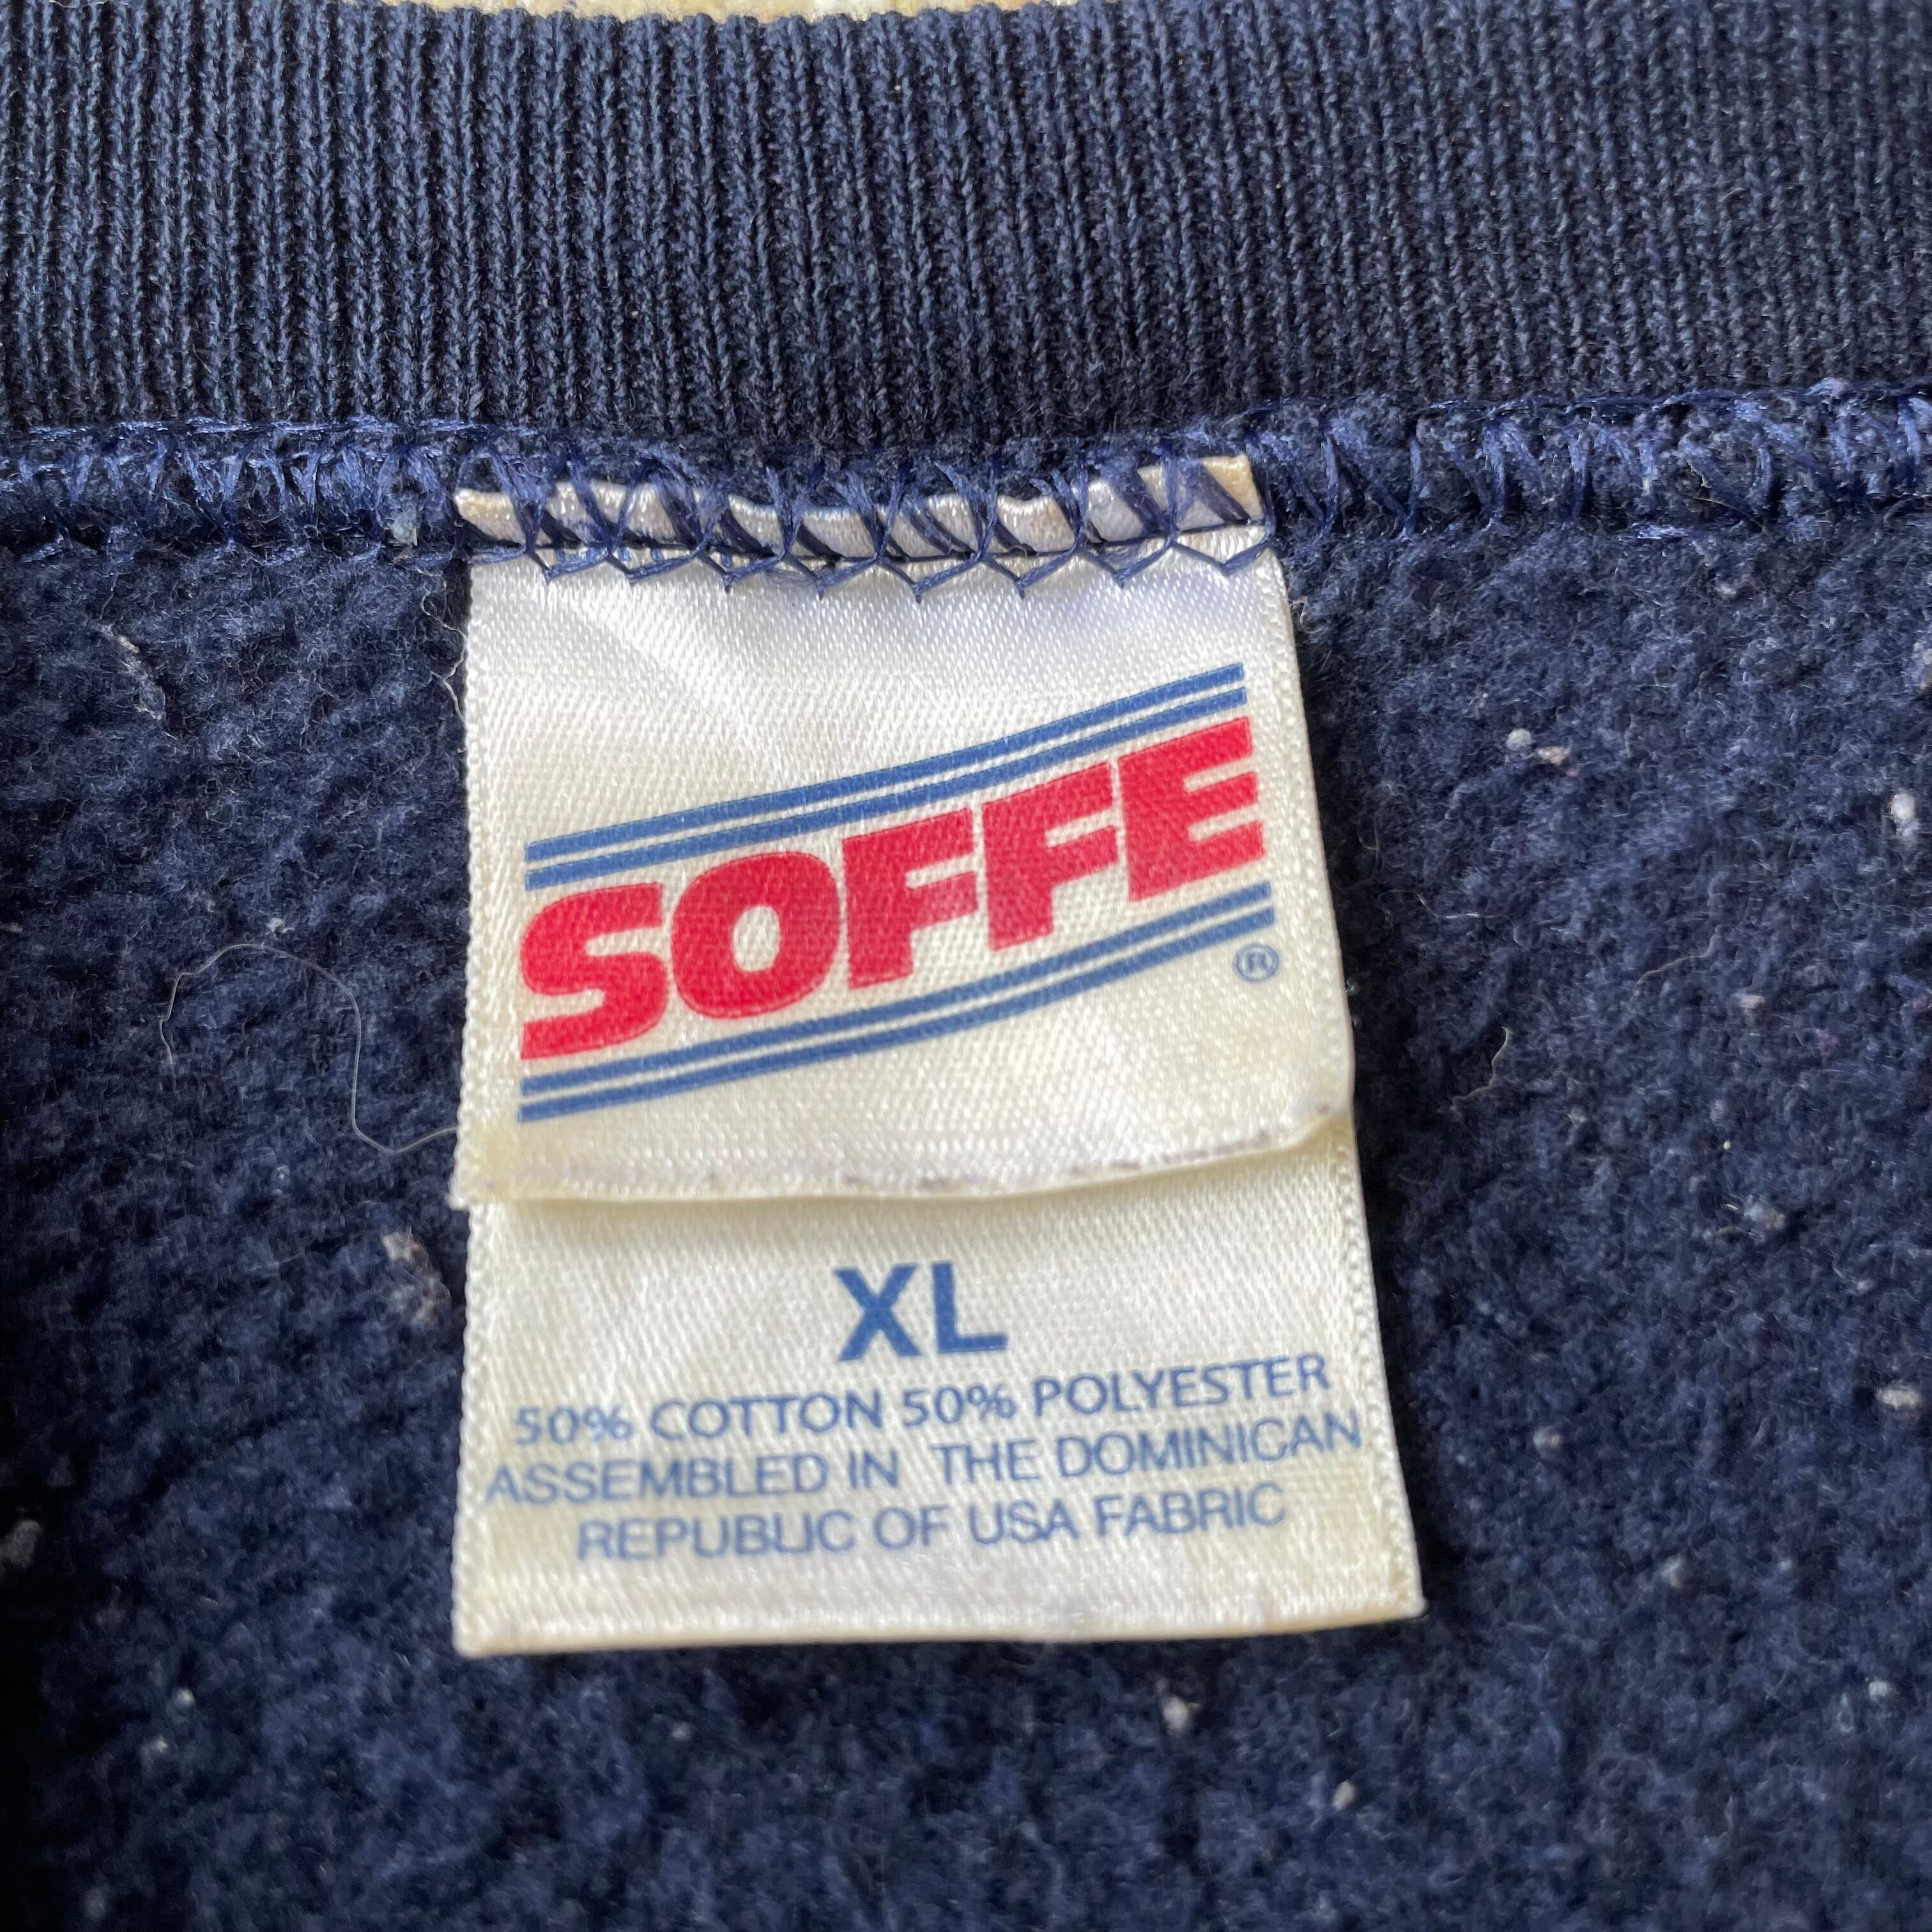 SOFFE
®
XL
50% COTTON 50% POLYESTER
ASSEMBLED IN THE DOMINICAN
REPUBLIC OF USA FABRIC